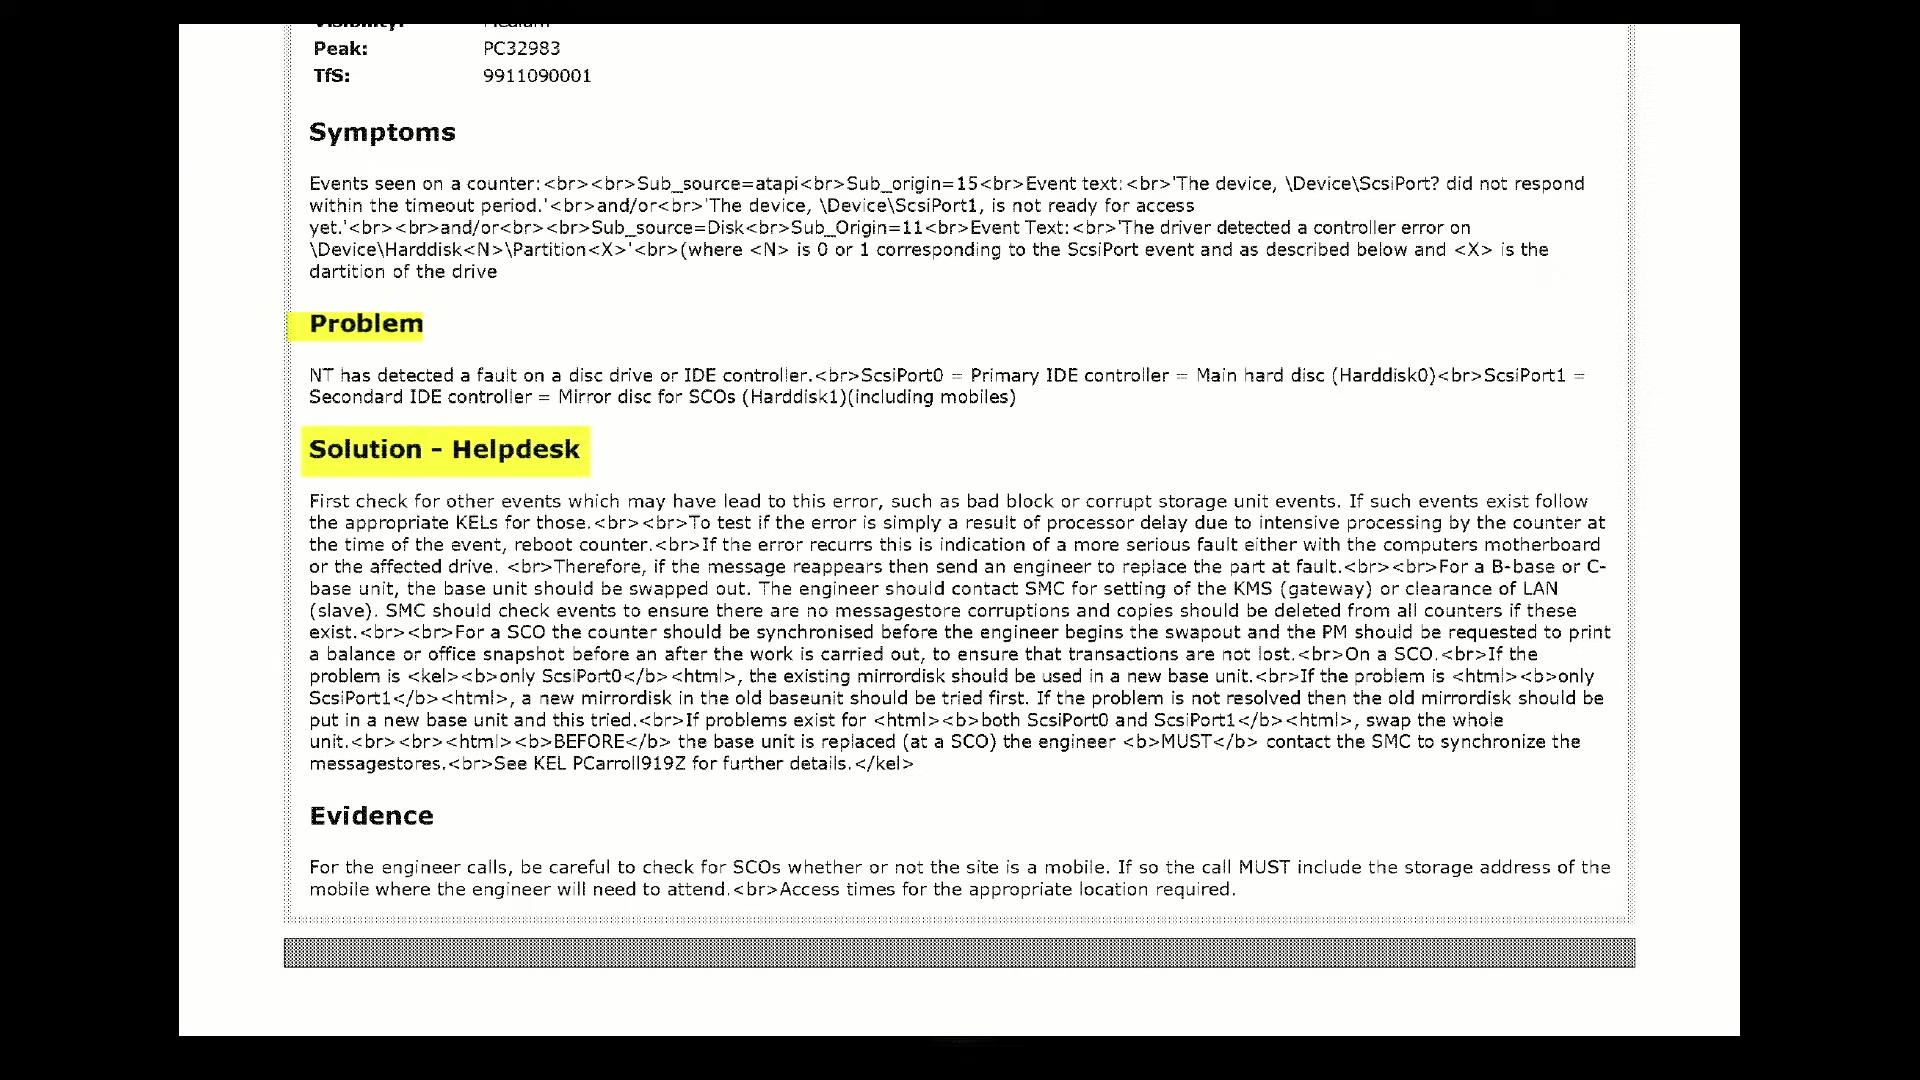 Visibility: Medium
Peak: PC32983
TfS: 9911090001
Symptoms
Events seen on a counter:<br><br>Sub_source=atapi<br>Sub_origin=15<br>Event text:<br>'The device, \Device\ScsiPort? did not respond
within the timeout period.'<br>and/or<br>'The device, \Device\ScsiPort1, is not ready for access
yet.'<br><br>and/or<br><br>Sub_source=Disk<br>Sub_Origin=11<br>Event Text:<br>'The driver detected a controller error on
\Device\Harddisk<N>\Partition<X>'<br>(where <N> is 0 or 1 corresponding to the ScsiPort event and as described below and <X> is the
dartition of the drive
Problem
NT has detected a fault on a disc drive or IDE controller.<br>ScsiPort0 = Primary IDE controller = Main hard disc (Harddisk0)<br>ScsiPort1 =
Secondard IDE controller = Mirror disc for SCOs (Harddisk1)(including mobiles)
Solution - Helpdesk
First check for other events which may have lead to this error, such as bad block or corrupt storage unit events. If such events exist follow
the appropriate KELs for those.<br><br>To test if the error is simply a result of processor delay due to intensive processing by the counter at
the time of the event, reboot counter.<br>If the error recurrs this is indication of a more serious fault either with the computers motherboard
or the affected drive. <br>Therefore, if the message reappears then send an engineer to replace the part at fault.<br><br>For a B-base or C-
base unit, the base unit should be swapped out. The engineer should contact SMC for setting of the KMS (gateway) or clearance of LAN
(slave). SMC should check events to ensure there are no messagestore corruptions and copies should be deleted from all counters if these
exist.<br><br>For a SCO the counter should be synchronised before the engineer begins the swapout and the PM should be requested to print
a balance or office snapshot before an after the work is carried out, to ensure that transactions are not lost.<br>On a SCO.<br>If the
problem is <kel><b>only ScsiPort0</b><html>, the existing mirrordisk should be used in a new base unit.<br>If the problem is <html><b>only
ScsiPort1</b><html>, a new mirrordisk in the old baseunit should be tried first. If the problem is not resolved then the old mirrordisk should be
put in a new base unit and this tried.<br>If problems exist for <html><b>both ScsiPort0 and ScsiPort1</b><html>, swap the whole
unit.<br><br><html><b>BEFORE</b> the base unit is replaced (at a SCO) the engineer <b>MUST</b> contact the SMC to synchronize the
messagestores.<br>See KEL PCarroll919Z for further details.</kel>
Evidence
For the engineer calls, be careful to check for SCOs whether or not the site is a mobile. If so the call MUST include the storage address of the
mobile where the engineer will need to attend.<br>Access times for the appropriate location required.